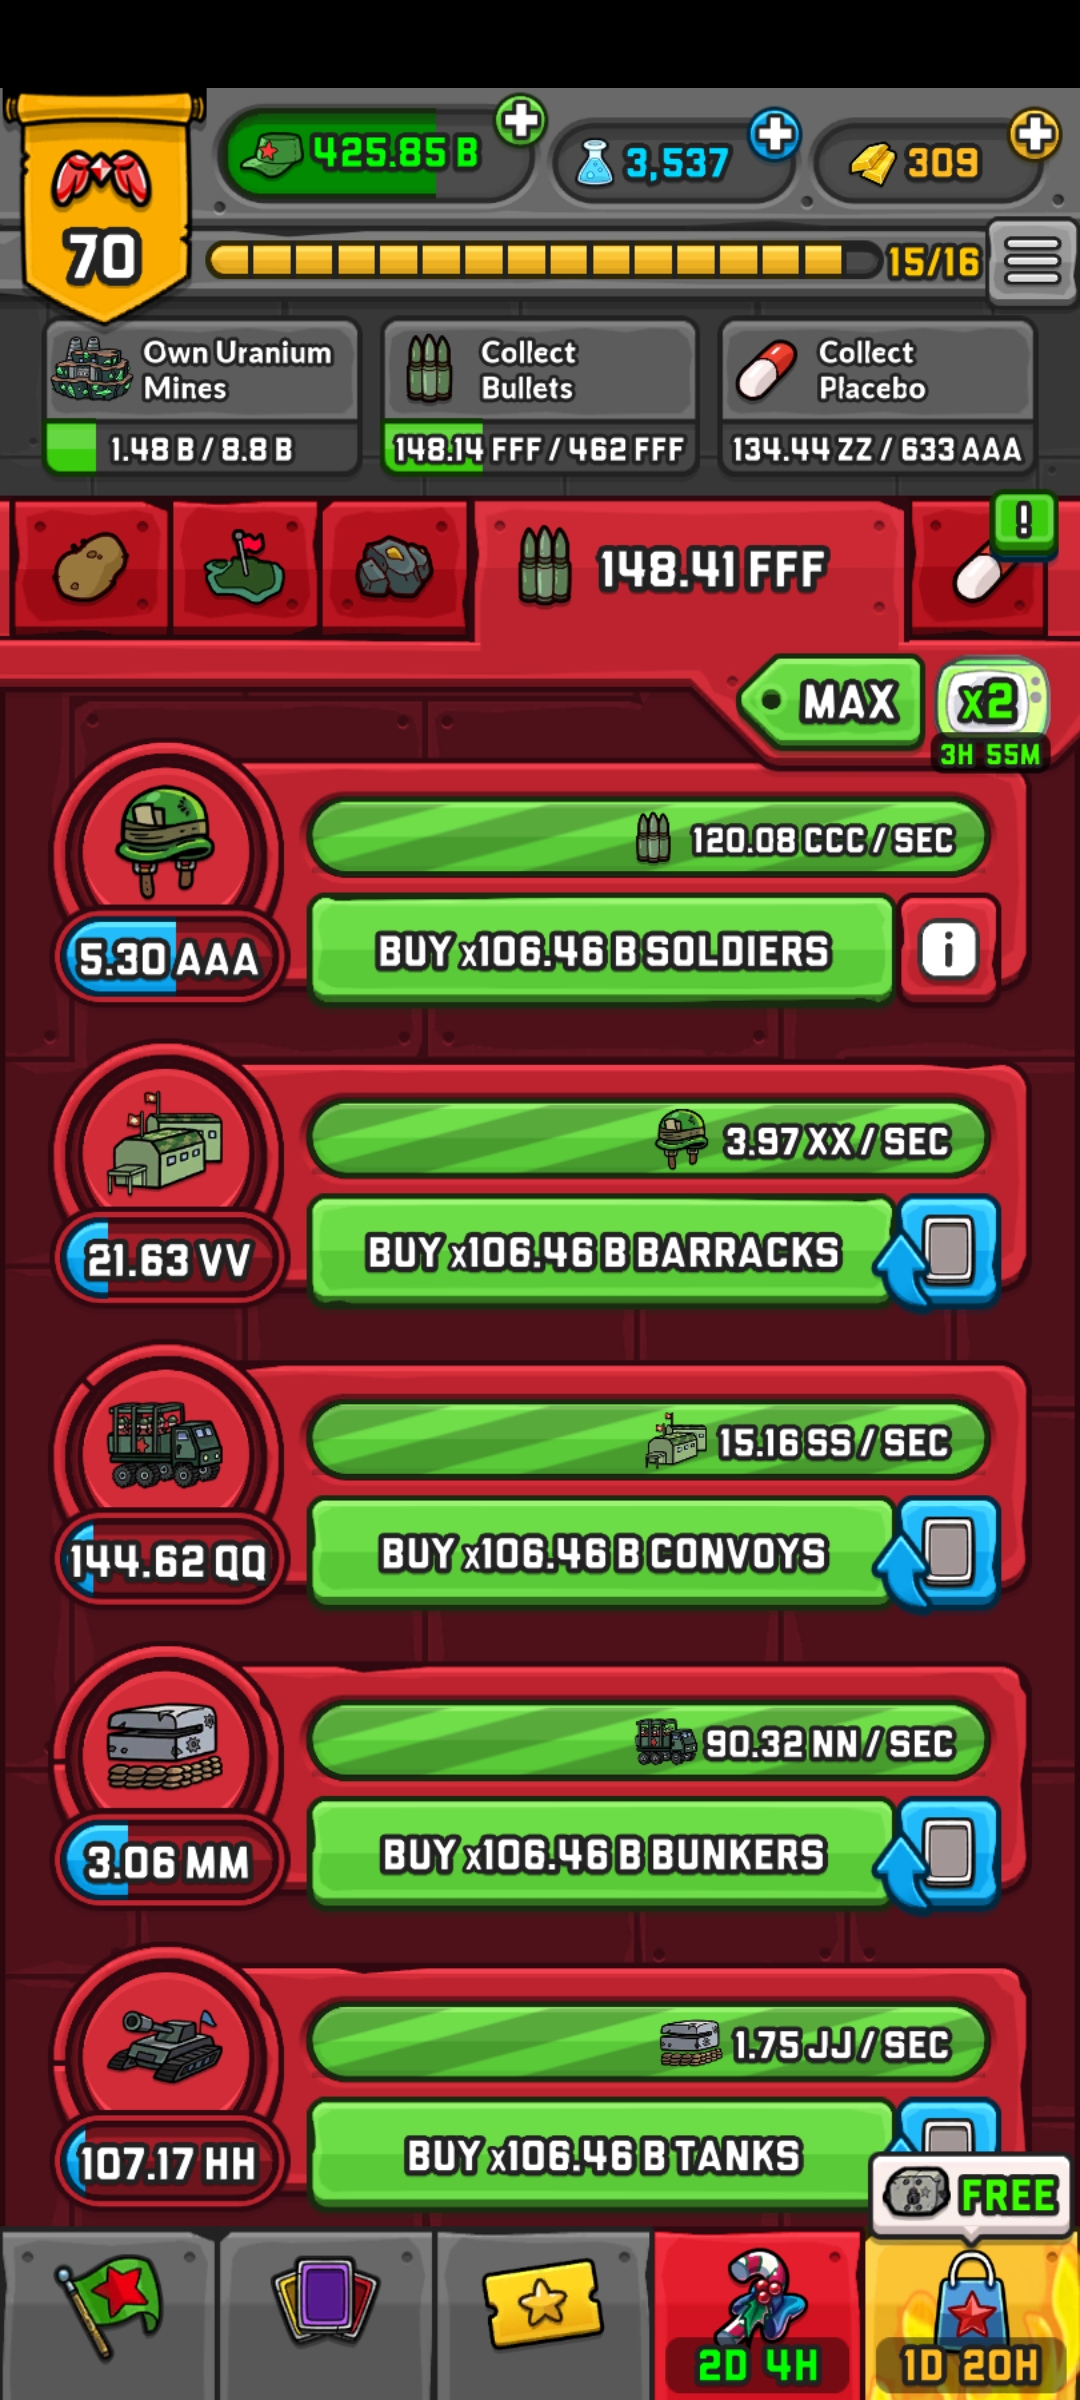 70
425.85 B
3,537
309
15/16
Own Uranium
Mines
1.48 B / 8.8 B
Collect
Bullets
148.14 FFF / 462 FFF
Collect
Placebo
134.44 ZZ / 633 AAA
148.41 FFF
!
MAX
x2
3H 55M
120.08 CCC / SEC
5.30 AAA
BUY x106.46 B SOLDIERS
i
3.97 XX / SEC
21.63 VV
BUY x106.46 B BARRACKS
15.16 SS / SEC
144.62 QQ
BUY x106.46 B CONVOYS
90.32 NN / SEC
3.06 MM
BUY x106.46 B BUNKERS
1.75 JJ / SEC
107.17 HH
BUY x106.46 B TANKS
FREE
2D 4H
1D 20H